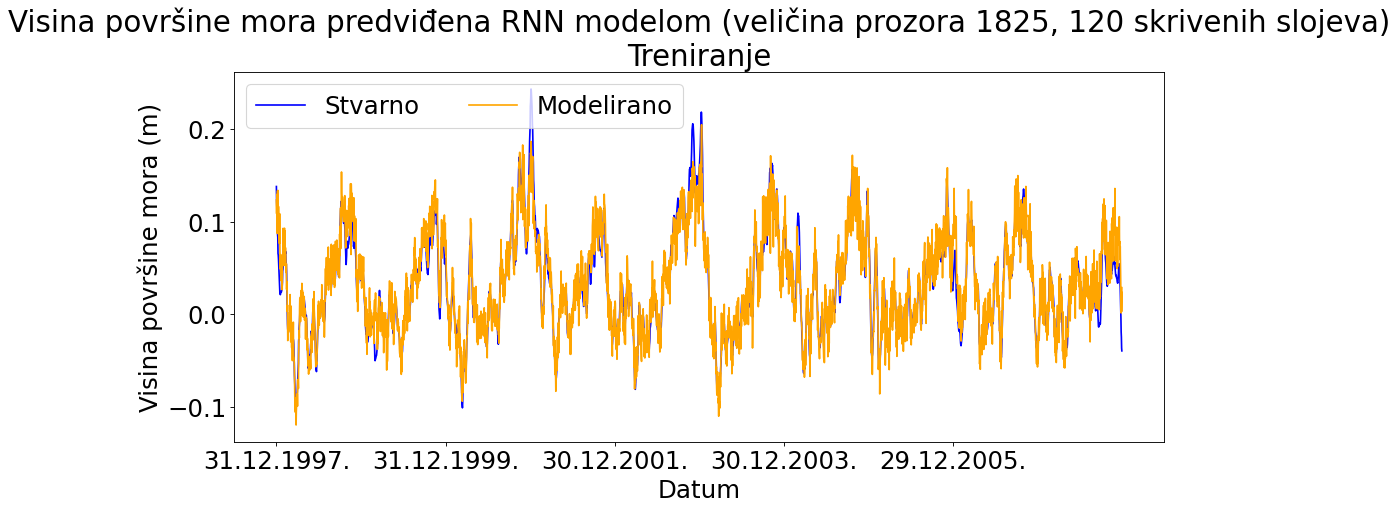 Visina površine mora predviđena RNN modelom (veličina prozora 1825, 120 skrivenih slojeva)
Treniranje
Stvarno
Modelirano
Visina površine mora (m)
0.2
0.1
0.0
−0.1
31.12.1997.
31.12.1999.
30.12.2001.
30.12.2003.
29.12.2005.
Datum